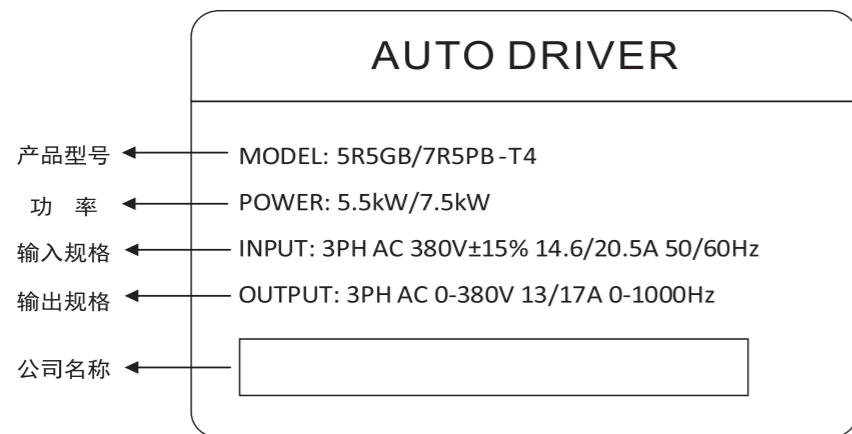 AUTO DRIVER
产品型号 MODEL: 5R5GB/7R5PB-T4
功 率 POWER: 5.5kW/7.5kW
输入规格 INPUT: 3PH AC 380V±15% 14.6/20.5A 50/60Hz
输出规格 OUTPUT: 3PH AC 0-380V 13/17A 0-1000Hz
公司名称